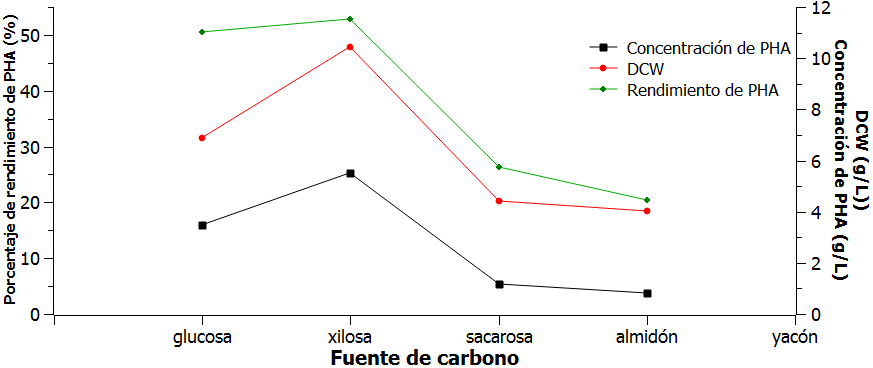 Porcentaje de rendimiento de PHA (%)
50
40
30
20
10
0
Concentración de PHA
DCW
Rendimiento de PHA
12
10
8
6
4
2
0
DCW (g/L))
Concentración de PHA (g/L)
glucosa xilosa sacarosa almidón yacón
Fuente de carbono